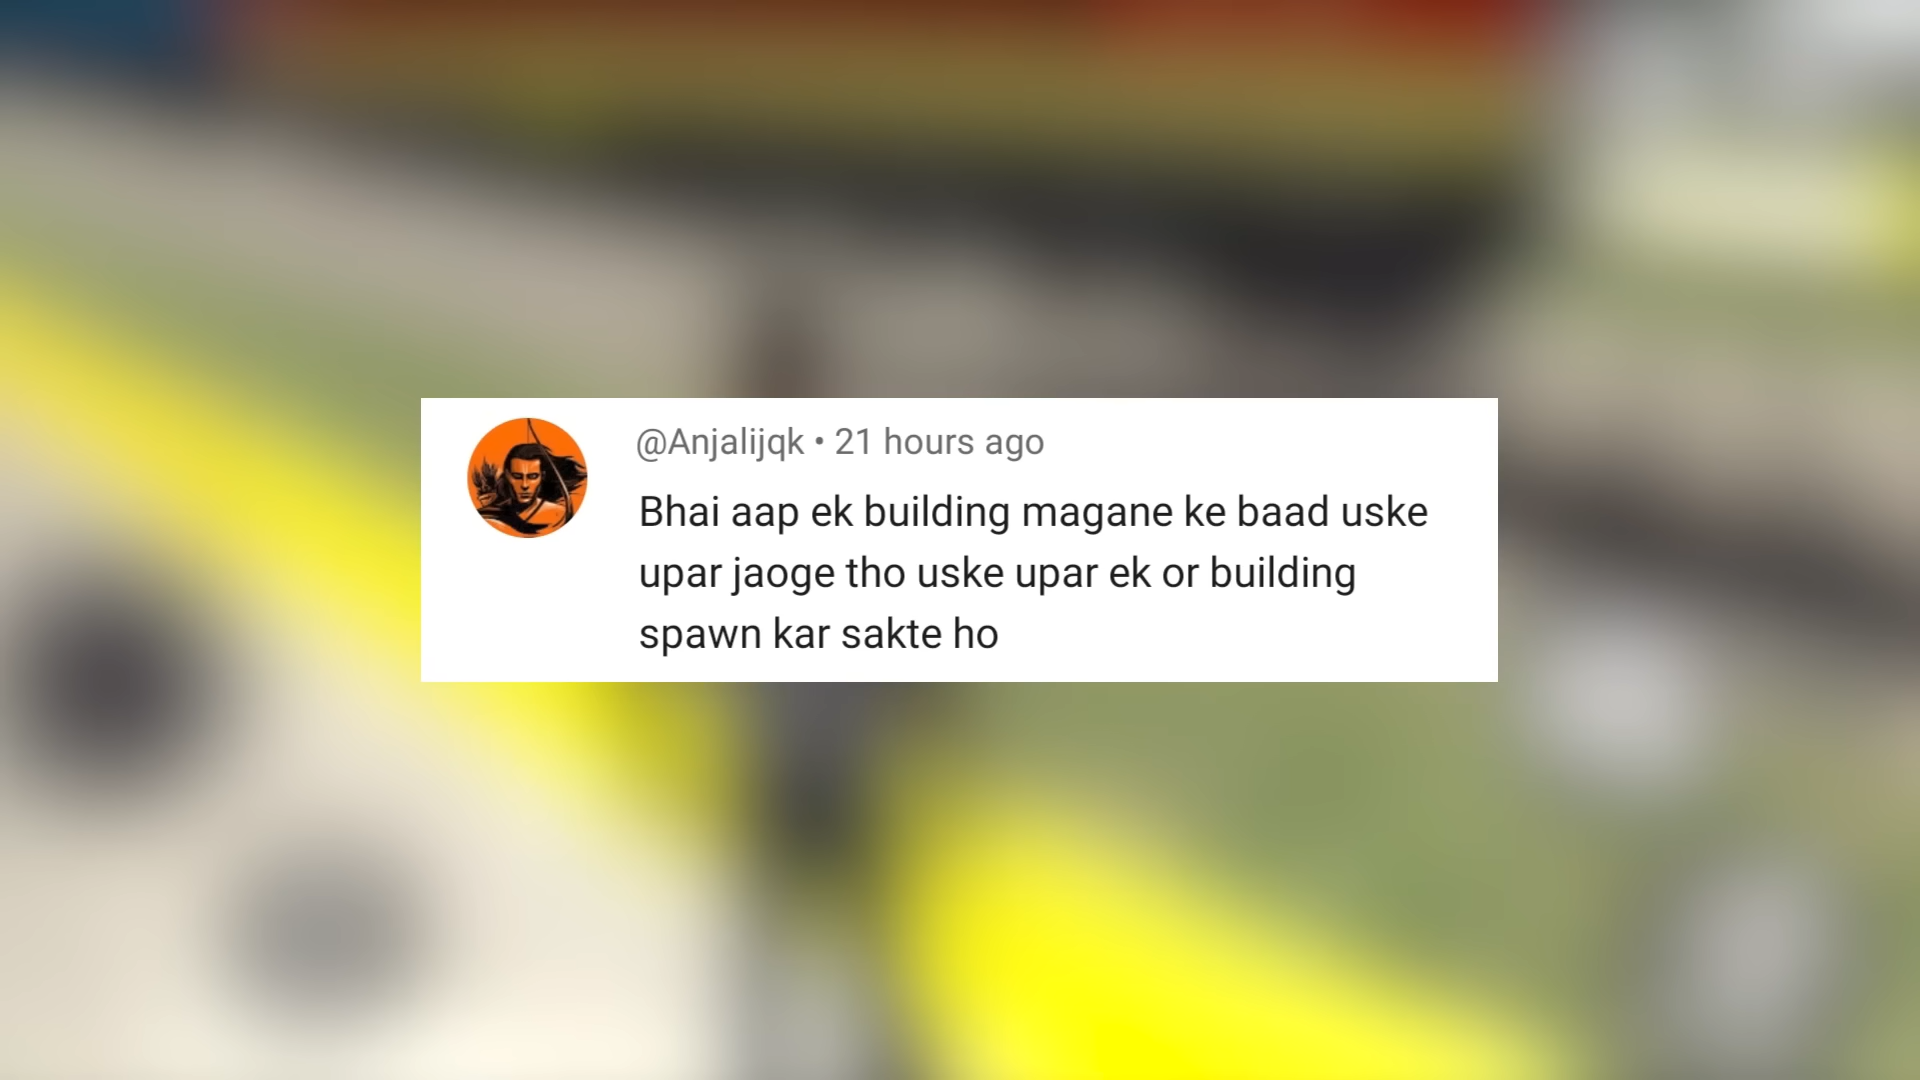 @Anjalijqk • 21 hours ago
Bhai aap ek building magane ke baad uske
upar jaoge tho uske upar ek or building
spawn kar sakte ho